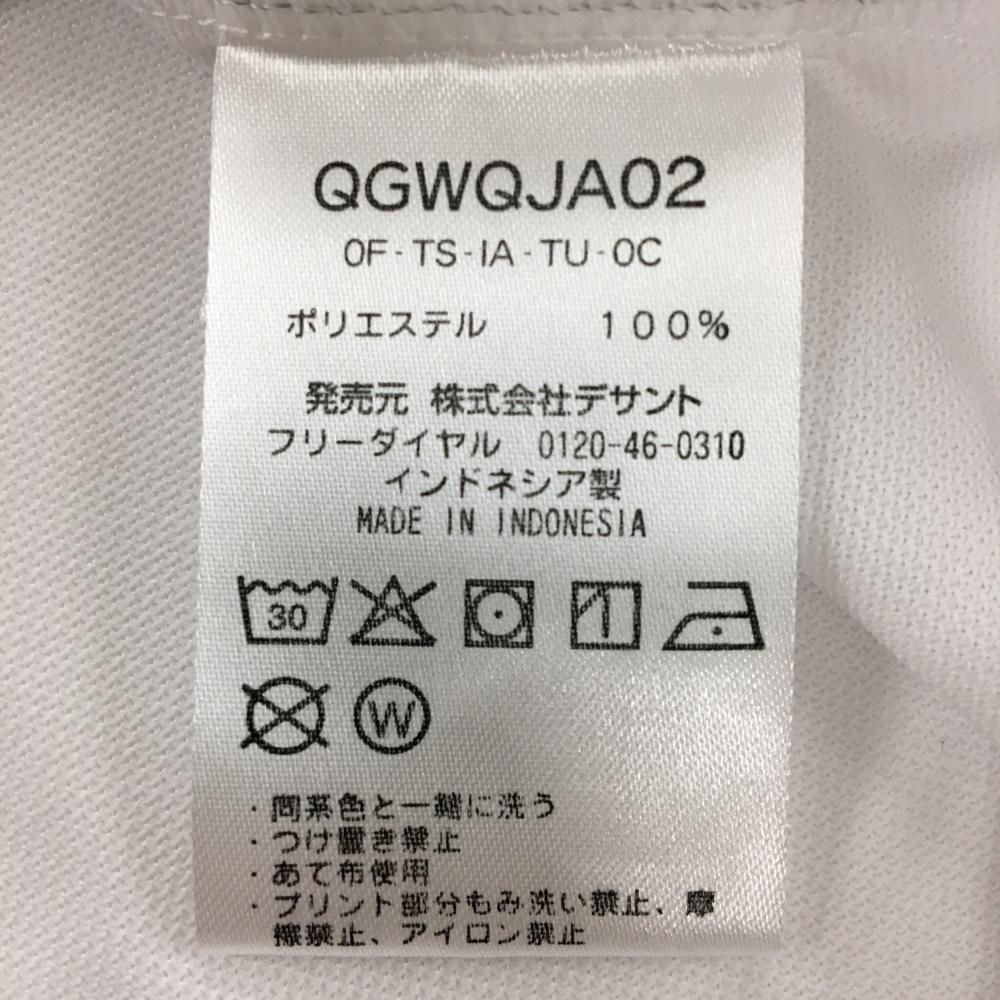 QGWQJA02
0F-TS-IA-TU-0C
ポリエステル 100%
発売元 株式会社デサント
フリーダイヤル 0120-46-0310
インドネシア製
MADE IN INDONESIA
30
W
・同系色と一緒に洗う
・つけ置き禁止
・あて布使用
・プリント部分もみ洗い禁止、摩
擦禁止、アイロン禁止